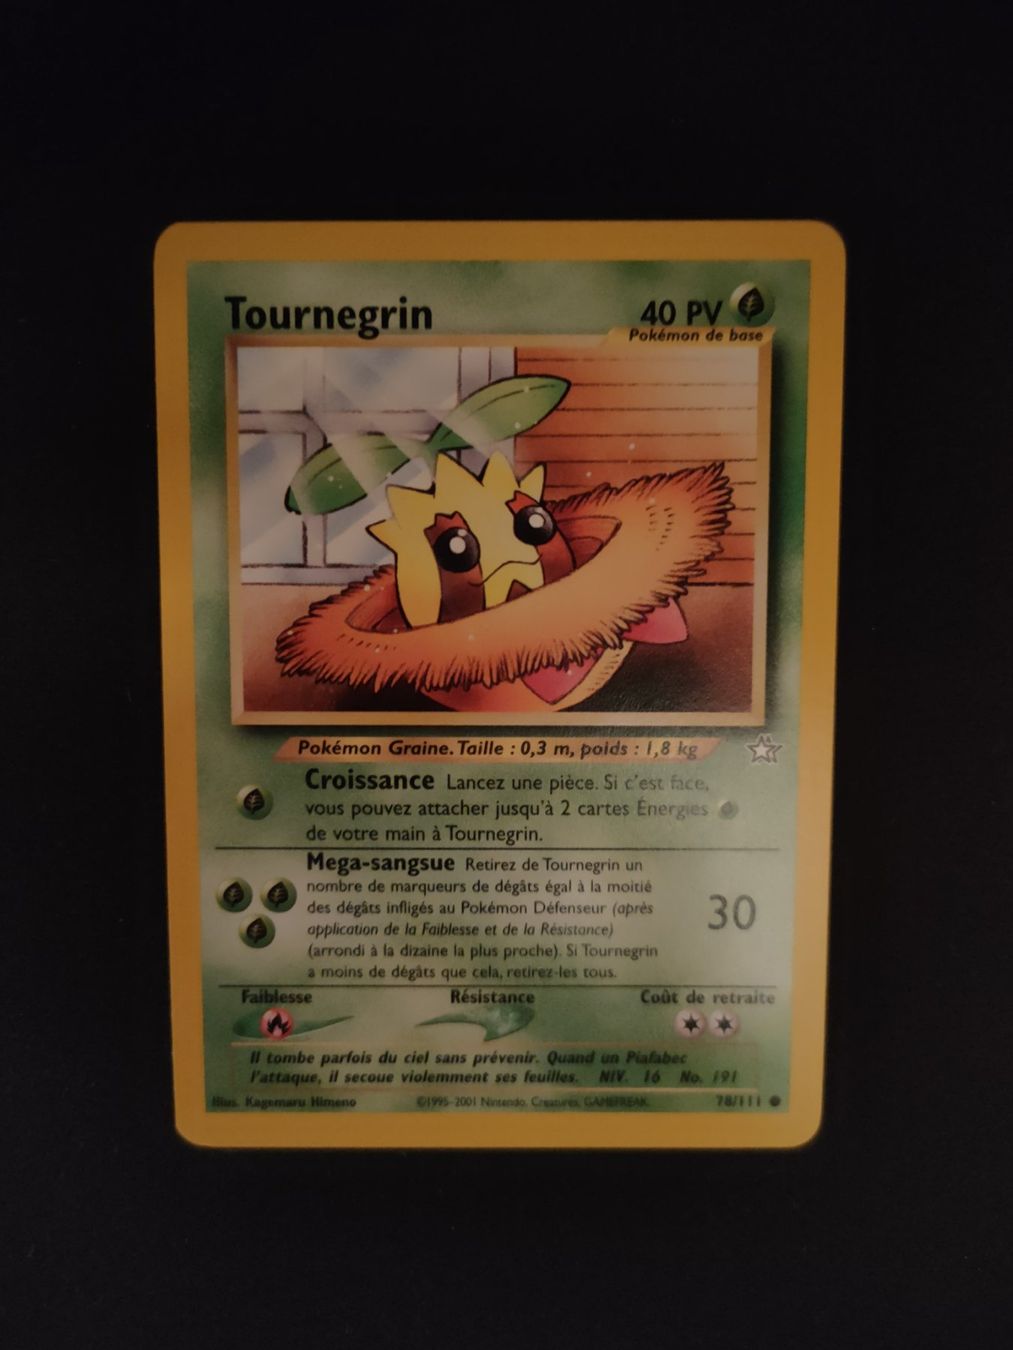 Tournegrin
40 PV
Pokémon de base
Pokémon Graine. Taille : 0,3 m, poids : 1,8 kg
Croissance Lancez une pièce. Si c'est face,
vous pouvez attacher jusqu'à 2 cartes Énergies
de votre main à Tournegrin.
Mega-sangsue Retirez de Tournegrin un
nombre de marqueurs de dégâts égal à la moitié
des dégâts infligés au Pokémon Défenseur (après
application de la Faiblesse et de la Résistance)
(arrondi à la dizaine la plus proche). Si Tournegrin
a moins de dégâts que cela, retirez-les tous.
30
Faiblesse
Résistance
Coût de retraite
Il tombe parfois du ciel sans prévenir. Quand un Piafabec
l'attaque, il secoue violemment ses feuilles. NIV. 16 No. 191
Illus. Kagemaru Himeno
©1995-2001 Nintendo, Creatures, GAMEFREAK.
78/111